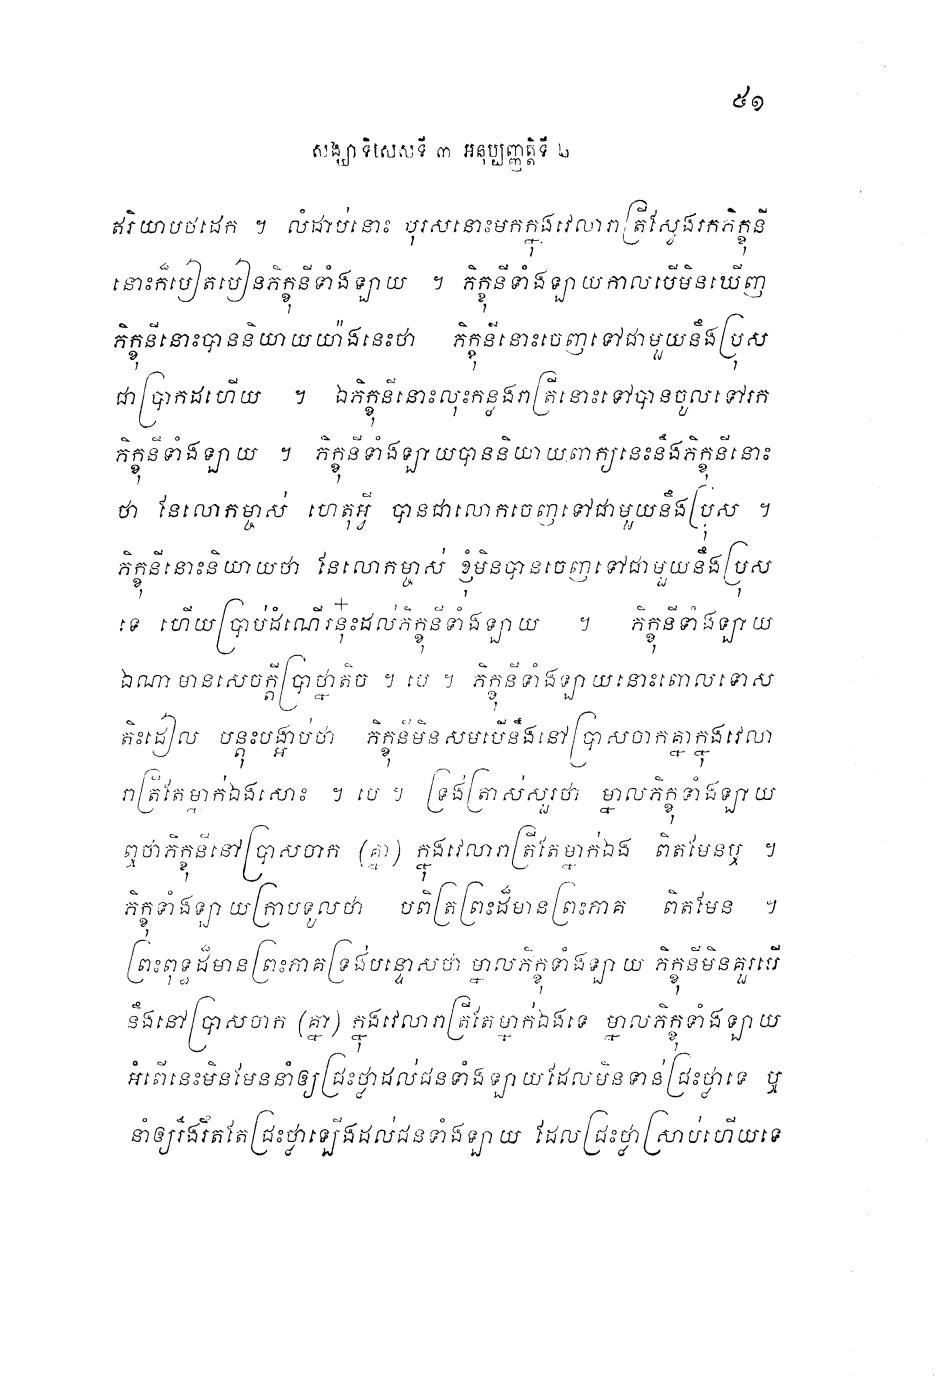 ៥១
សង្ឃាទិសេសទី ៣ អនុប្បញ្ញត្តិទី ២
ឥរិយាបថដេក ។ លំដាប់នោះ បុរសនោះមកក្នុងវេលារាត្រីស្វែងរកភិក្ខុនី
នោះក៏បៀតបៀនភិក្ខុនីទាំងឡាយ ។ ភិក្ខុនីទាំងឡាយកាលបើមិនឃើញ
ភិក្ខុនីនោះបាននិយាយយ៉ាងនេះថា ភិក្ខុនីនោះចេញទៅជាមួយនឹងប្រុស
ជាប្រាកដហើយ ។ ឯភិក្ខុនីនោះលុះកន្លងរាត្រីនោះទៅបានចូលទៅរក
ភិក្ខុនីទាំងឡាយ ។ ភិក្ខុនីទាំងឡាយបាននិយាយពាក្យនេះនឹងភិក្ខុនីនោះ
ថា នែលោកម្ចាស់ ហេតុអ្វី បានជាលោកចេញទៅជាមួយនឹងប្រុស ។
ភិក្ខុនីនោះនិយាយថា នែលោកម្ចាស់ ខ្ញុំមិនបានចេញទៅជាមួយនឹងប្រុស
ទេ ហើយប្រាប់ដំណើរនុ៎ះដល់ភិក្ខុនីទាំងឡាយ ។ ភិក្ខុនីទាំងឡាយ
ឯណាមានសេចក្តីប្រាថ្នាតិច ។ បេ ។ ភិក្ខុនីទាំងឡាយនោះពោលទោស
តិះដៀល បន្តុះបង្អាប់ថា ភិក្ខុនីមិនសមបើនឹងនៅប្រាសចាកគ្នាក្នុងវេលា
រាត្រីតែម្នាក់ឯងសោះ ។ បេ ។ ទ្រង់ត្រាស់សួរថា ម្នាលភិក្ខុទាំងឡាយ
ឮថាភិក្ខុនីនៅប្រាសចាក (គ្នា) ក្នុងវេលារាត្រីតែម្នាក់ឯង ពិតមែនឬ ។
ភិក្ខុទាំងឡាយក្រាបទូលថា បពិត្រព្រះដ៏មានព្រះភាគ ពិតមែន ។
ព្រះពុទ្ធដ៏មានព្រះភាគទ្រង់បន្ទោសថា ម្នាលភិក្ខុទាំងឡាយ ភិក្ខុនីមិនគួរបើ
នឹងនៅប្រាសចាក (គ្នា) ក្នុងវេលារាត្រីតែម្នាក់ឯងទេ ម្នាលភិក្ខុទាំងឡាយ
អំពើនេះមិនមែននាំឲ្យជ្រះថ្លាដល់ជនទាំងឡាយដែលមិនទាន់ជ្រះថ្លាទេ ឬ
នាំឲ្យរឹងរឹតតែជ្រះថ្លាឡើងដល់ជនទាំងឡាយ ដែលជ្រះថ្លាស្រាប់ហើយទេ